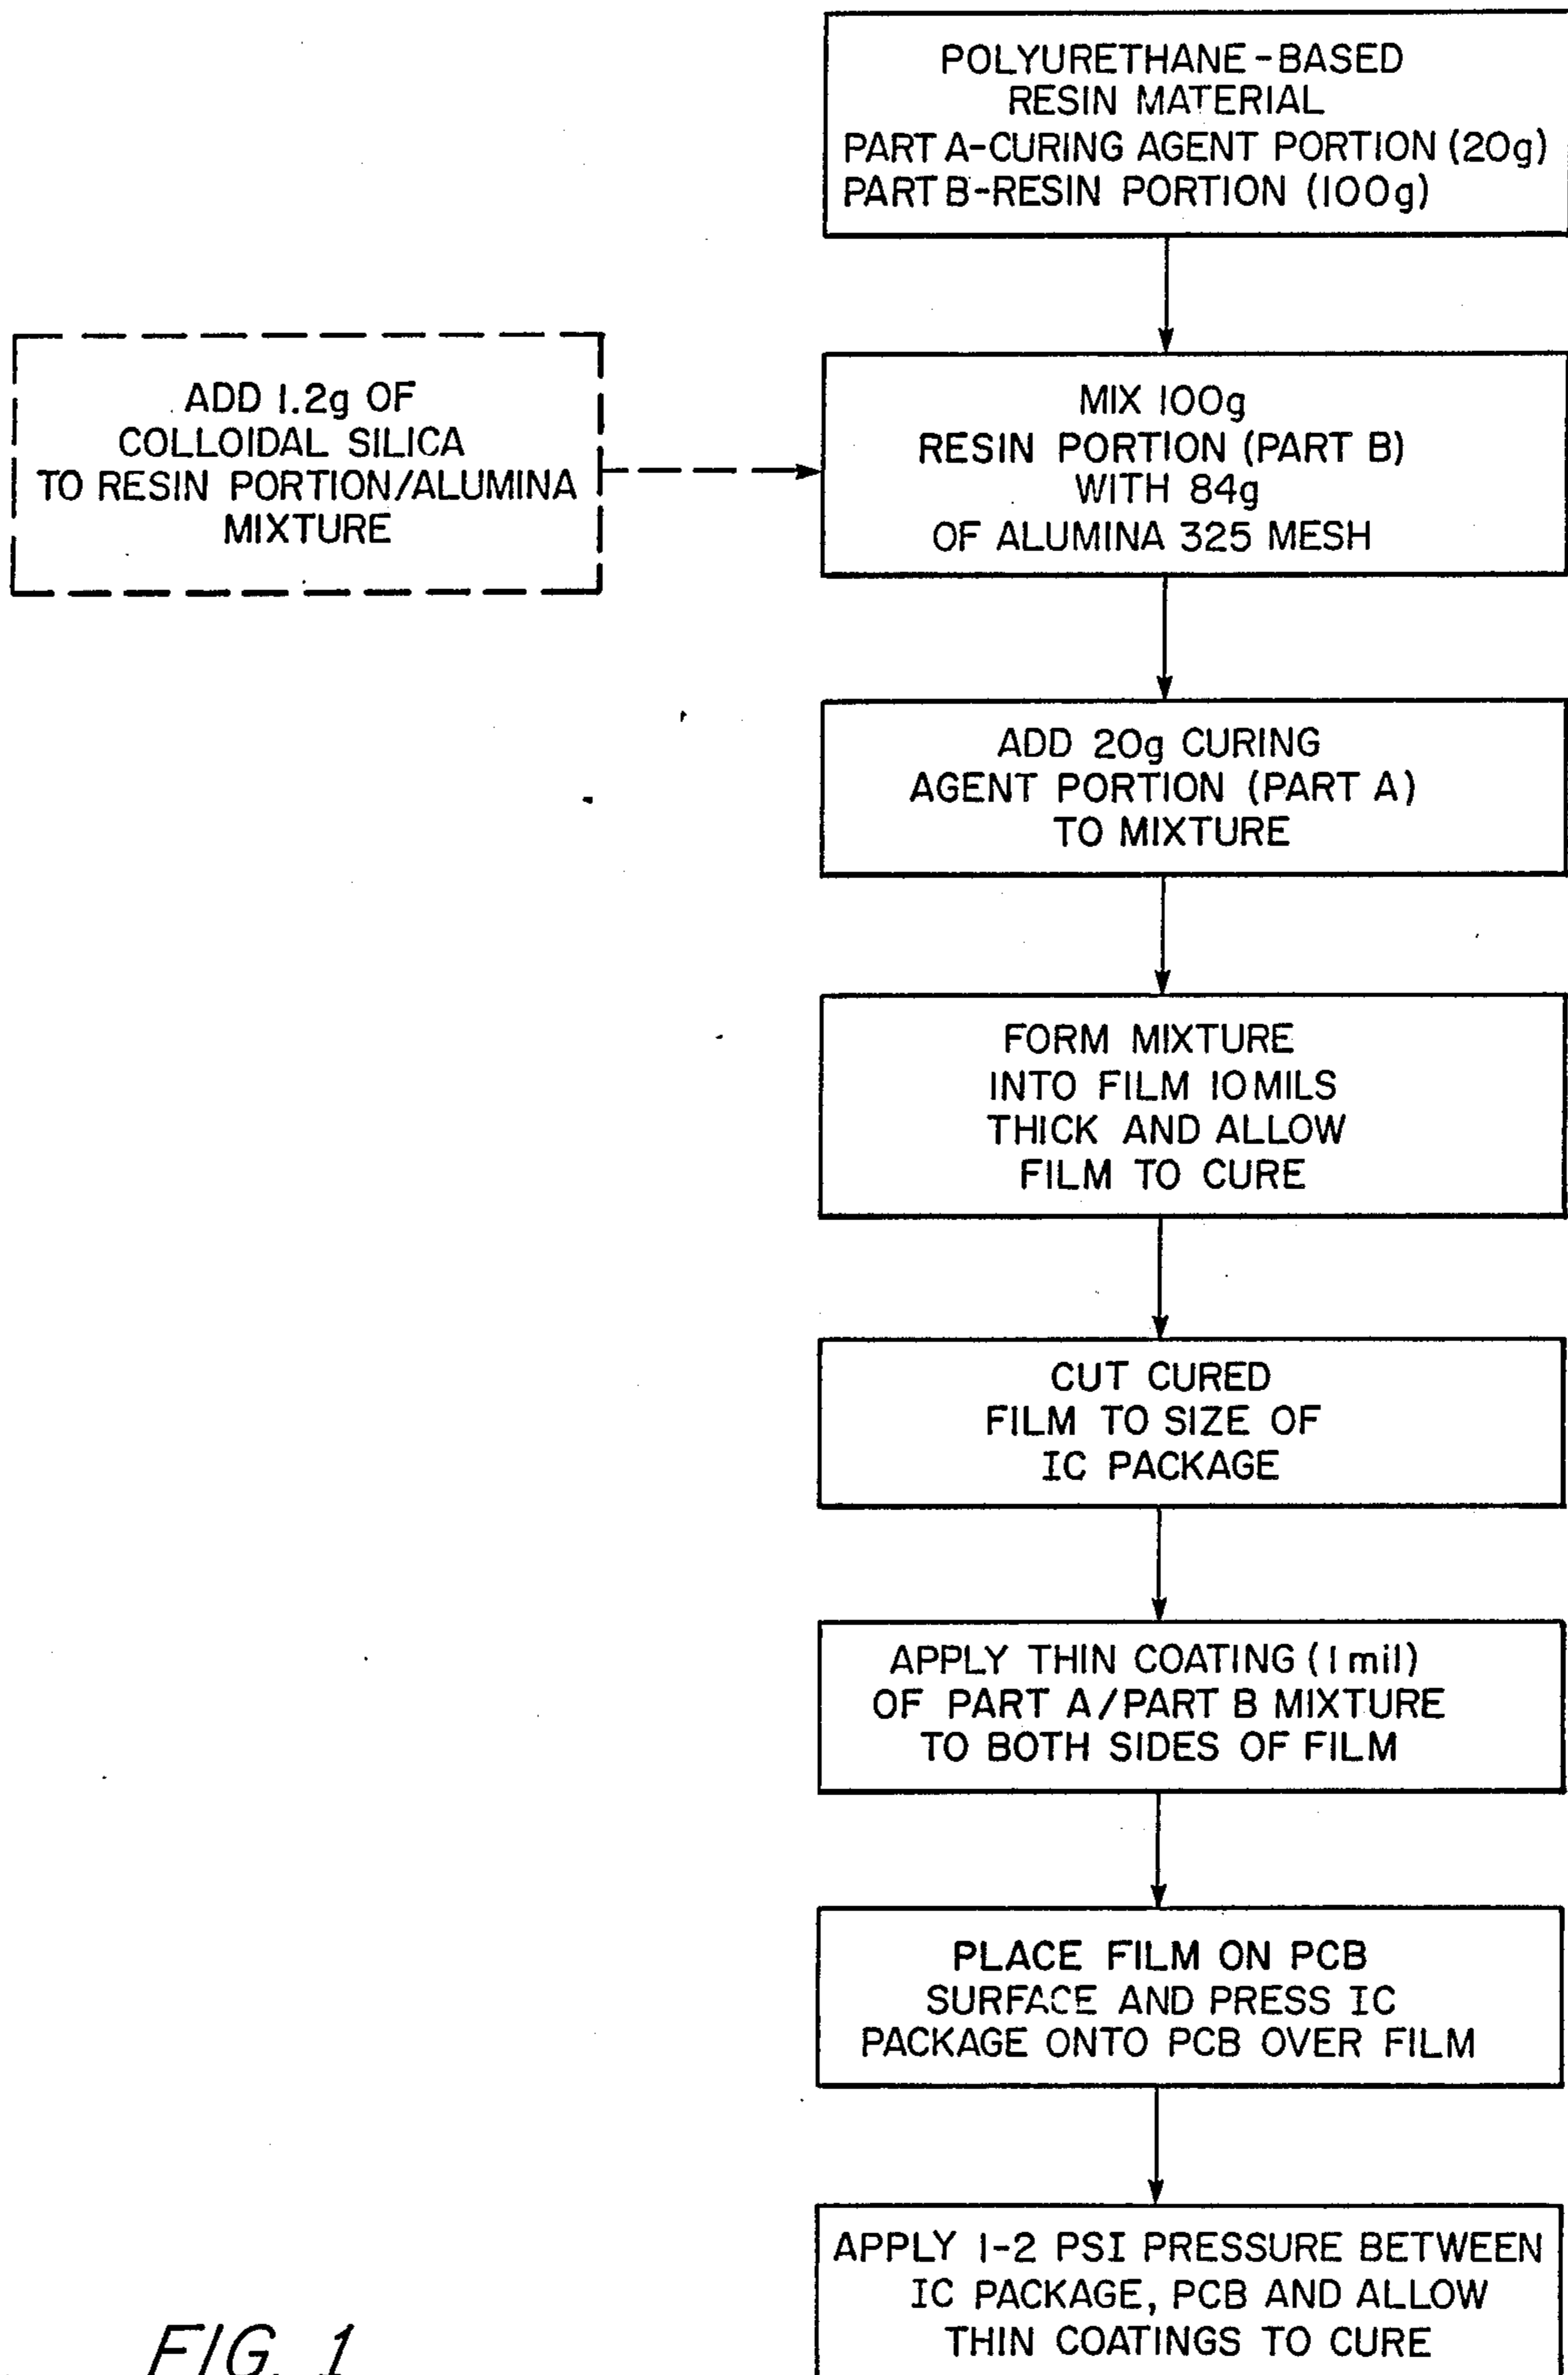 POLYURETHANE-BASED
RESIN MATERIAL
PART A-CURING AGENT PORTION (20g)
PART B-RESIN PORTION (100g)
ADD 1.2g OF
COLLOIDAL SILICA
TO RESIN PORTION/ALUMINA
MIXTURE
MIX 100g
RESIN PORTION (PART B)
WITH 84g
OF ALUMINA 325 MESH
ADD 20g CURING
AGENT PORTION (PART A)
TO MIXTURE
FORM MIXTURE
INTO FILM 10MILS
THICK AND ALLOW
FILM TO CURE
CUT CURED
FILM TO SIZE OF
IC PACKAGE
APPLY THIN COATING (1 mil)
OF PART A/PART B MIXTURE
TO BOTH SIDES OF FILM
PLACE FILM ON PCB
SURFACE AND PRESS IC
PACKAGE ONTO PCB OVER FILM
APPLY 1-2 PSI PRESSURE BETWEEN
IC PACKAGE, PCB AND ALLOW
THIN COATINGS TO CURE
FIG. 1